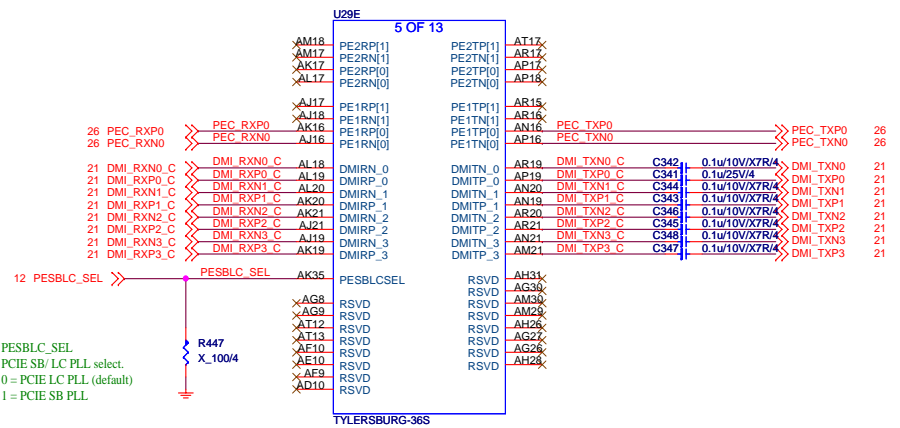 U29E
5 OF 13
AM18 PE2RP[1] PE2TP[1] AT17
AM17 PE2RN[1] PE2TN[1] AR17
AK17 PE2RP[0] PE2TP[0] AP17
AL17 PE2RN[0] PE2TN[0] AP18
AJ17 PE1RP[1] PE1TP[1] AR15
AJ18 PE1RN[1] PE1TN[1] AR16
26 PEC_RXP0 PEC_RXP0 AK16 PE1RP[0] PE1TP[0] AN16 PEC_TXP0 PEC_TXP0 26
26 PEC_RXN0 PEC_RXN0 AJ16 PE1RN[0] PE1TN[0] AP16 PEC_TXN0 PEC_TXN0 26
21 DMI_RXN0_C DMI_RXN0_C AL18 DMIRN_0 DMITN_0 AR19 DMI_TXN0_C C342 0.1u/10V/X7R/4 DMI_TXN0 21
21 DMI_RXP0_C DMI_RXP0_C AL19 DMIRP_0 DMITP_0 AP19 DMI_TXP0_C C341 0.1u/25V/4 DMI_TXP0 21
21 DMI_RXN1_C DMI_RXN1_C AL20 DMIRN_1 DMITN_1 AN20 DMI_TXN1_C C344 0.1u/10V/X7R/4 DMI_TXN1 21
21 DMI_RXP1_C DMI_RXP1_C AK20 DMIRP_1 DMITP_1 AN19 DMI_TXP1_C C343 0.1u/10V/X7R/4 DMI_TXP1 21
21 DMI_RXN2_C DMI_RXN2_C AK21 DMIRN_2 DMITN_2 AR20 DMI_TXN2_C C346 0.1u/10V/X7R/4 DMI_TXN2 21
21 DMI_RXP2_C DMI_RXP2_C AJ21 DMIRP_2 DMITP_2 AR21 DMI_TXP2_C C345 0.1u/10V/X7R/4 DMI_TXP2 21
21 DMI_RXN3_C DMI_RXN3_C AJ19 DMIRN_3 DMITN_3 AN21 DMI_TXN3_C C348 0.1u/10V/X7R/4 DMI_TXN3 21
21 DMI_RXP3_C DMI_RXP3_C AK19 DMIRP_3 DMITP_3 AM21 DMI_TXP3_C C347 0.1u/10V/X7R/4 DMI_TXP3 21
12 PESBLC_SEL PESBLC_SEL AK35 PESBLCSEL RSVD AH31
RSVD AG30
AG8 RSVD RSVD AM30
AG9 RSVD RSVD AM29
AT12 RSVD RSVD AH26
AT13 RSVD RSVD AG27
AF10 RSVD RSVD AG26
AE10 RSVD RSVD AH28
AF9 RSVD
AD10 RSVD
R447
X_100/4
PESBLC_SEL
PCIE SB/ LC PLL select.
0 = PCIE LC PLL (default)
1 = PCIE SB PLL
TYLERSBURG-36S